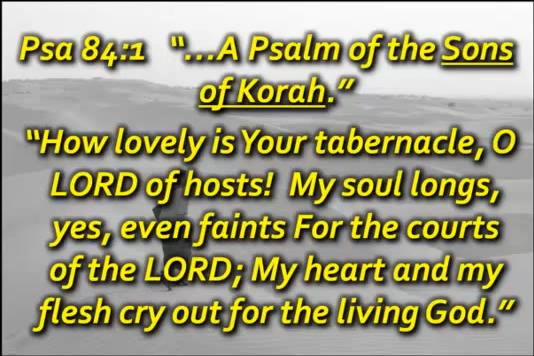 Psa 84:1 “…A Psalm of the Sons
of Korah.”
“How lovely is Your tabernacle, O
LORD of hosts! My soul longs,
yes, even faints For the courts
of the LORD; My heart and my
flesh cry out for the living God.”